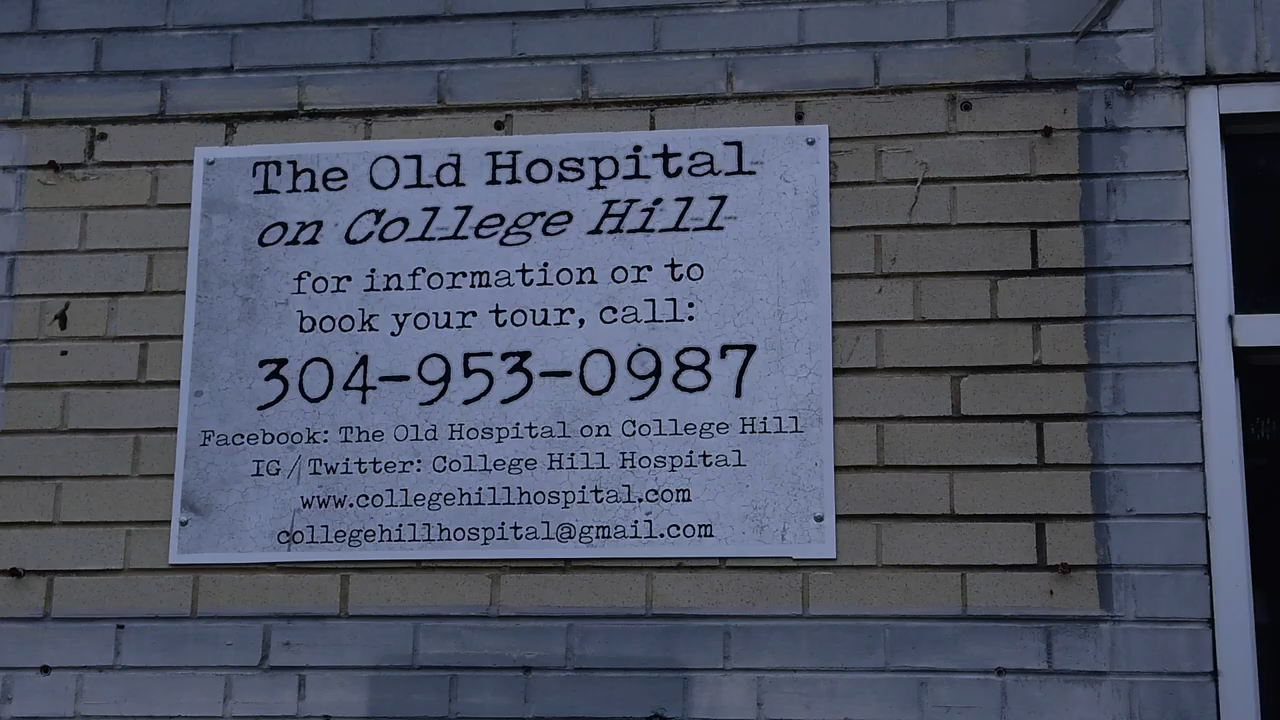 The Old Hospital
on College Hill
for information or to
book your tour, call:
304-953-0987
Facebook: The Old Hospital on College Hill
IG / Twitter: College Hill Hospital
www.collegehillhospital.com
collegehillhospital@gmail.com